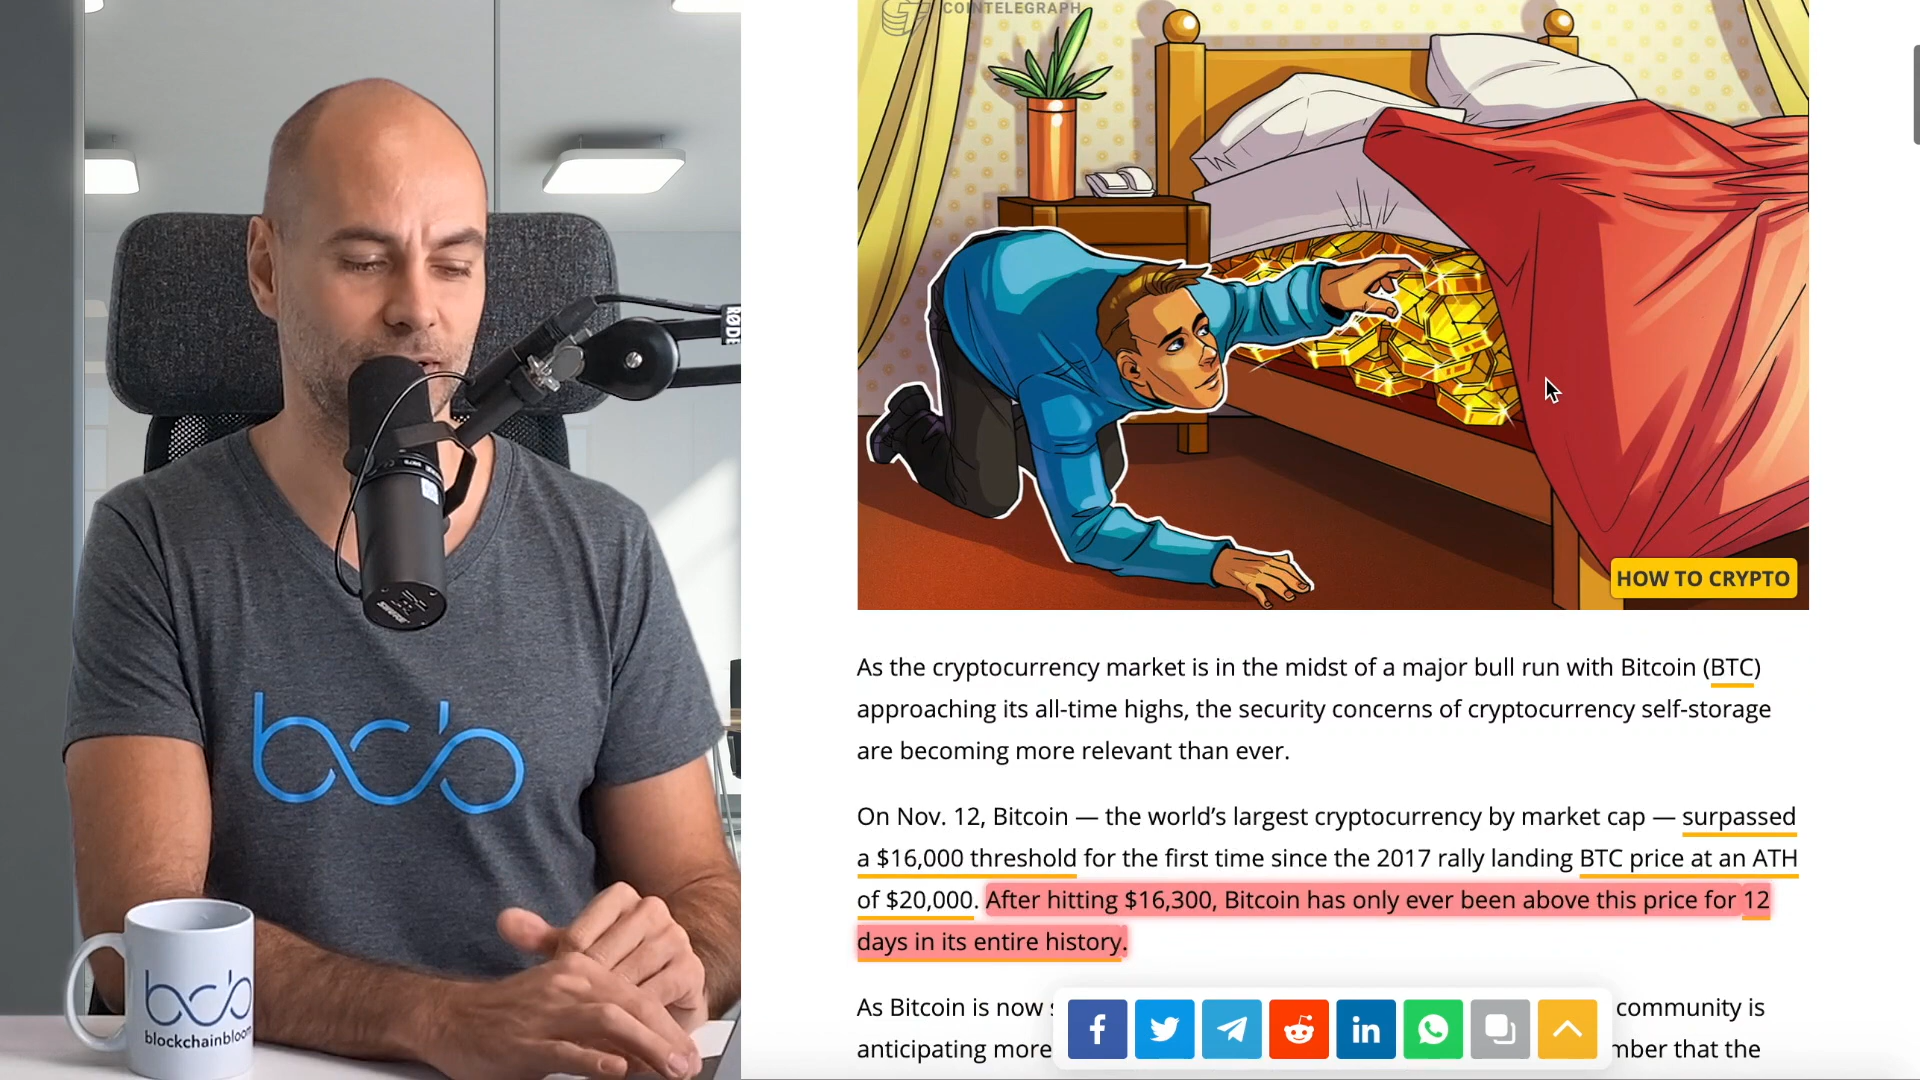 COINTELEGRAPH
RØDE
SHURE
bcb
bcb
blockchainbloom
HOW TO CRYPTO
As the cryptocurrency market is in the midst of a major bull run with Bitcoin (BTC)
approaching its all-time highs, the security concerns of cryptocurrency self-storage
are becoming more relevant than ever.
On Nov. 12, Bitcoin — the world’s largest cryptocurrency by market cap — surpassed
a $16,000 threshold for the first time since the 2017 rally landing BTC price at an ATH
of $20,000. After hitting $16,300, Bitcoin has only ever been above this price for 12
days in its entire history.
As Bitcoin is now community is
anticipating more mber that the